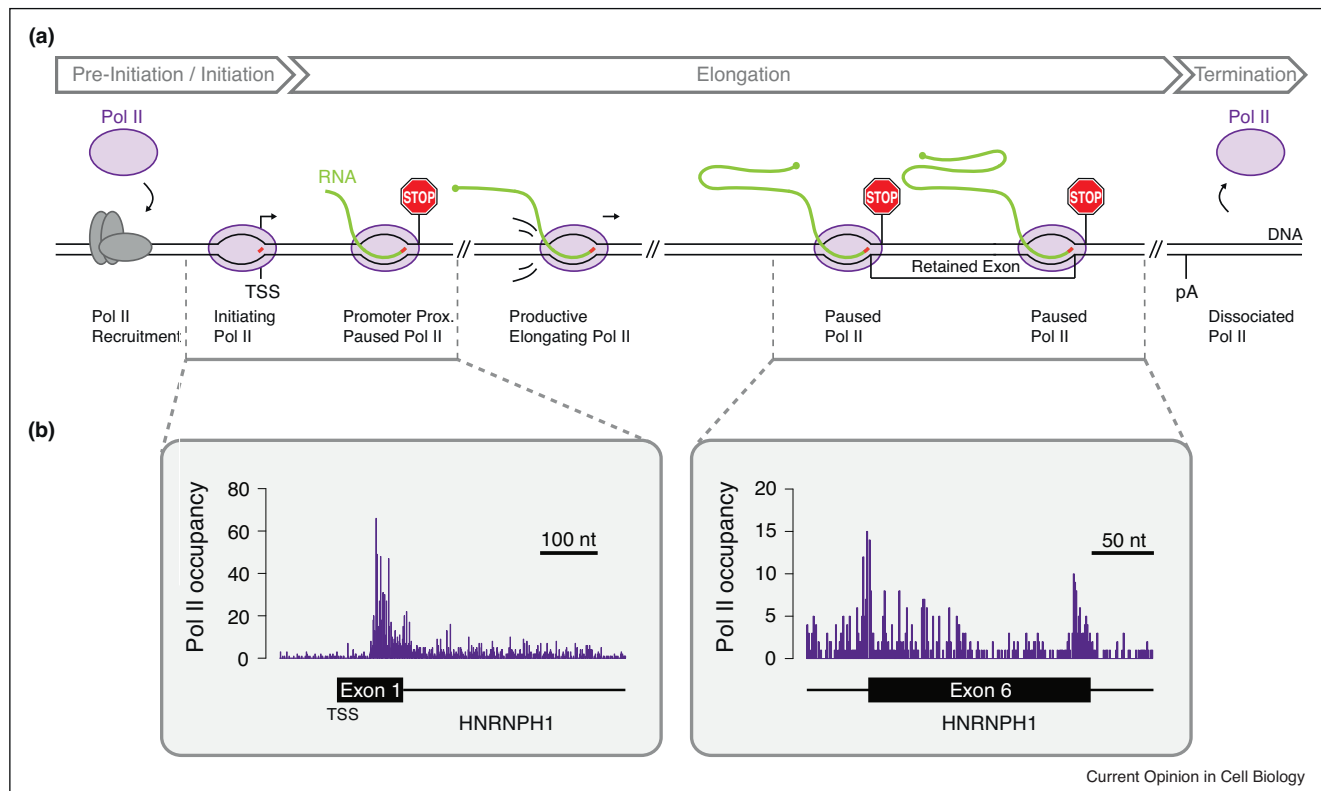 (a)
Pre-Initiation / Initiation
Elongation
Termination
Pol II
Pol II
RNA
STOP
STOP
STOP
DNA
Retained Exon
TSS
pA
Pol II
Recruitment
Initiating
Pol II
Promoter Prox.
Paused Pol II
Productive
Elongating Pol II
Paused
Pol II
Paused
Pol II
Dissociated
Pol II
(b)
Pol II occupancy
80
60
40
20
0
100 nt
Exon 1
TSS
HNRNPH1
Pol II occupancy
20
15
10
5
0
50 nt
Exon 6
HNRNPH1
Current Opinion in Cell Biology